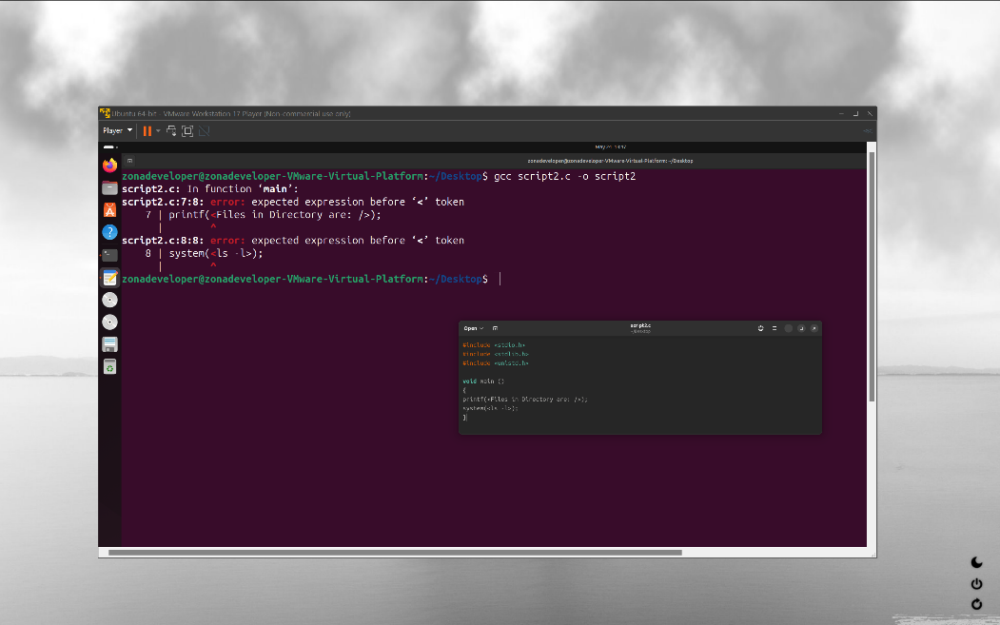 Ubuntu 64-bit - VMware Workstation 17 Player (Non-commercial use only)
Player
May 24 14:17
zonadeveloper@zonadeveloper-VMware-Virtual-Platform: ~/Desktop
zonadeveloper@zonadeveloper-VMware-Virtual-Platform:~/Desktop$ gcc script2.c -o script2
script2.c: In function ‘main’:
script2.c:7:8: error: expected expression before ‘<’ token
7 | printf(<Files in Directory are: />);
| ^
script2.c:8:8: error: expected expression before ‘<’ token
8 | system(<ls -l>);
| ^
zonadeveloper@zonadeveloper-VMware-Virtual-Platform:~/Desktop$
Open
script2.c
~/Desktop
#include <stdio.h>
#include <stdlib.h>
#include <unistd.h>
void main ()
{
printf(<Files in Directory are: />);
system(<ls -l>);
}